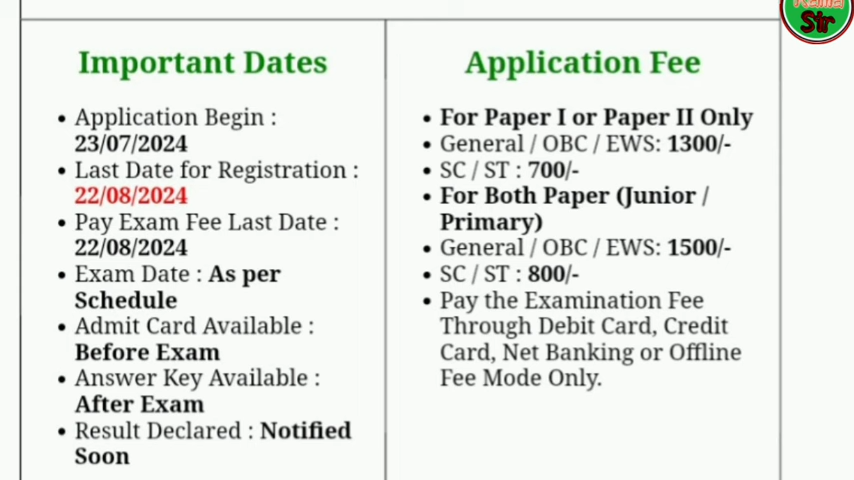 Important Dates
Application Begin :
23/07/2024
Last Date for Registration :
22/08/2024
Pay Exam Fee Last Date :
22/08/2024
Exam Date : As per
Schedule
Admit Card Available :
Before Exam
Answer Key Available :
After Exam
Result Declared : Notified
Soon
Application Fee
For Paper I or Paper II Only
General / OBC / EWS: 1300/-
SC / ST : 700/-
For Both Paper (Junior /
Primary)
General / OBC / EWS: 1500/-
SC / ST : 800/-
Pay the Examination Fee
Through Debit Card, Credit
Card, Net Banking or Offline
Fee Mode Only.
Sir